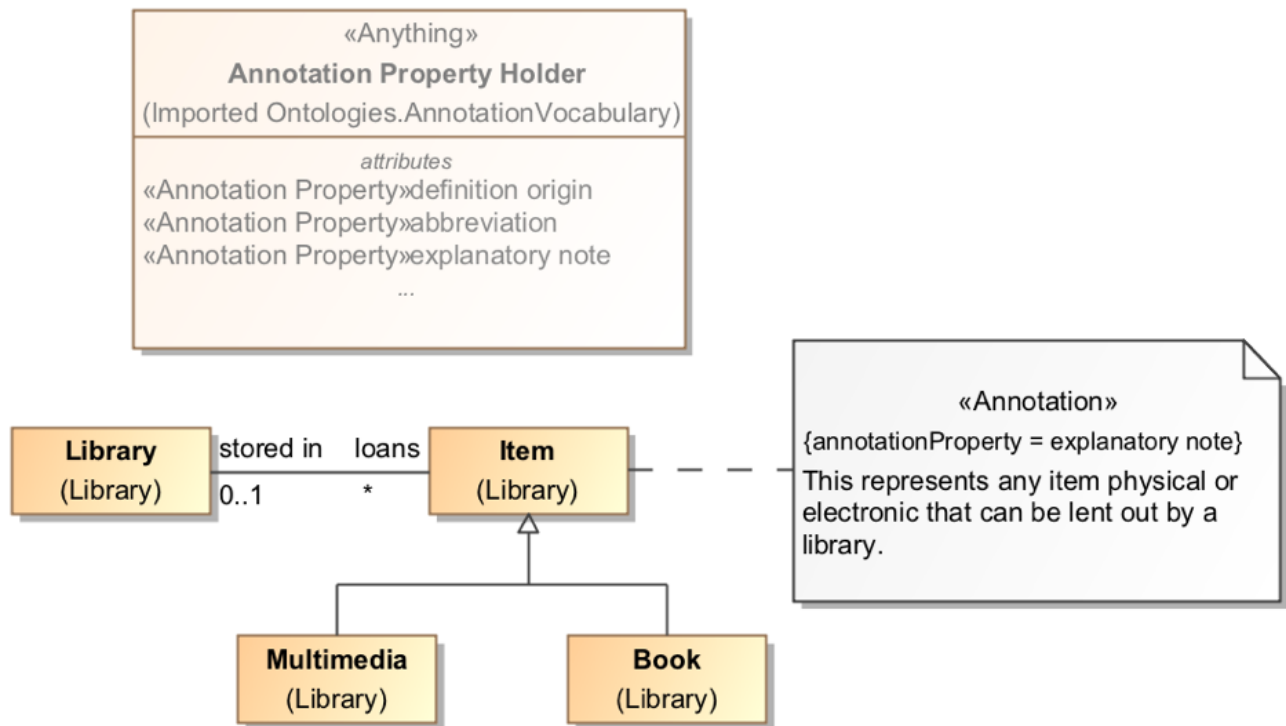 «Anything»
Annotation Property Holder
(Imported Ontologies.AnnotationVocabulary)
attributes
«Annotation Property»definition origin
«Annotation Property»abbreviation
«Annotation Property»explanatory note
...
Library
(Library)
stored in
0..1
loans
*
Item
(Library)
«Annotation»
{annotationProperty = explanatory note}
This represents any item physical or
electronic that can be lent out by a
library.
Multimedia
(Library)
Book
(Library)